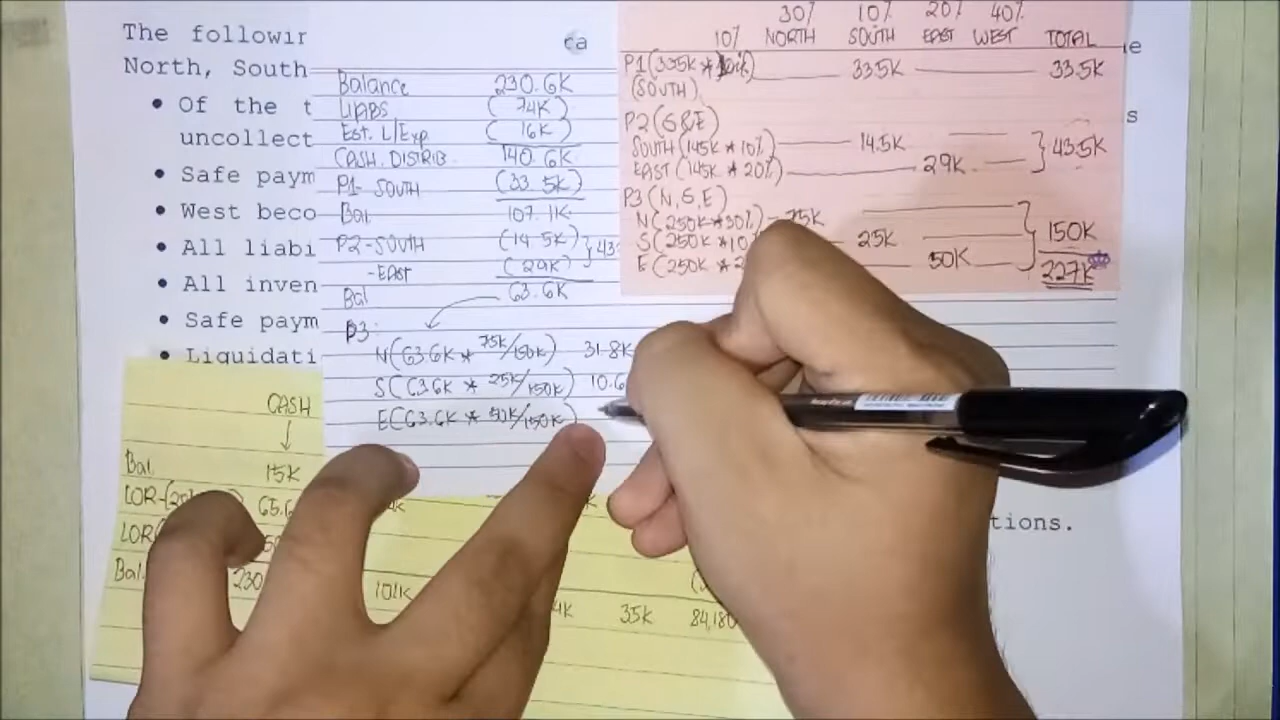 The followin
ca
North, South
e
• Of the t
s
uncollect
• Safe paym
• West beco
• All liabi
• All inven
• Safe paym
• Liquidati
tions.
Balance 230.6K
LIABS (74K)
Est. L/Exp (16K)
CASH. DISTRIB. 140.6K
P1- SOUTH (33.5K)
Bal 107.1K
P2-SOUTH (14.5K) } 43
-EAST (29K)
Bal 63.6K
P3:
N(63.6K * 75K/150K) 31.8K
S(63.6K * 25K/150K) 10.6
E(63.6K * 50K/150K)
30% 10% 20% 40%
10% NORTH SOUTH EAST WEST TOTAL
P1(335K * ) 33.5K 33.5K
(SOUTH)
P2(S&E)
SOUTH(145K * 10%) 14.5K
EAST(145K * 20%) 29K } 43.5K
P3(N,S,E)
N(250K*30%) 75K
S(250K*10 25K 150K
E(250K *2 50K 227K
CASH
Bal. 15K
LOR-(20 65.6
LOR(
Bal. 230 101K 4K 35K 84,180